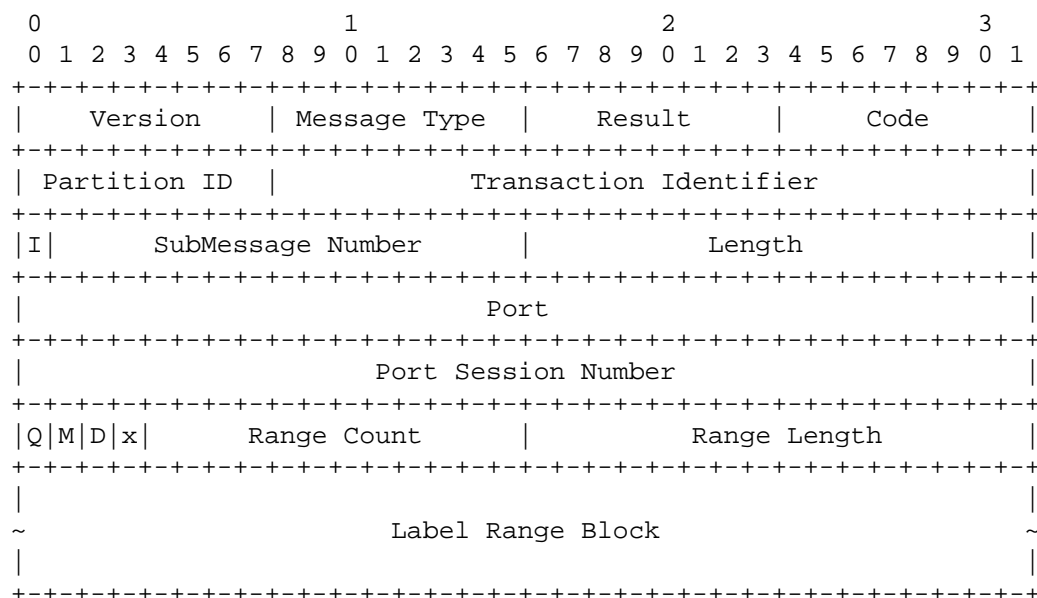 0                   1                   2                   3
 0 1 2 3 4 5 6 7 8 9 0 1 2 3 4 5 6 7 8 9 0 1 2 3 4 5 6 7 8 9 0 1
+-+-+-+-+-+-+-+-+-+-+-+-+-+-+-+-+-+-+-+-+-+-+-+-+-+-+-+-+-+-+-+-+
|    Version    | Message Type  |    Result     |     Code      |
+-+-+-+-+-+-+-+-+-+-+-+-+-+-+-+-+-+-+-+-+-+-+-+-+-+-+-+-+-+-+-+-+
| Partition ID  |            Transaction Identifier             |
+-+-+-+-+-+-+-+-+-+-+-+-+-+-+-+-+-+-+-+-+-+-+-+-+-+-+-+-+-+-+-+-+
|I|      SubMessage Number      |           Length              |
+-+-+-+-+-+-+-+-+-+-+-+-+-+-+-+-+-+-+-+-+-+-+-+-+-+-+-+-+-+-+-+-+
|                             Port                              |
+-+-+-+-+-+-+-+-+-+-+-+-+-+-+-+-+-+-+-+-+-+-+-+-+-+-+-+-+-+-+-+-+
|                      Port Session Number                      |
+-+-+-+-+-+-+-+-+-+-+-+-+-+-+-+-+-+-+-+-+-+-+-+-+-+-+-+-+-+-+-+-+
|Q|M|D|x|      Range Count      |          Range Length         |
+-+-+-+-+-+-+-+-+-+-+-+-+-+-+-+-+-+-+-+-+-+-+-+-+-+-+-+-+-+-+-+-+
|                                                               |
~                       Label Range Block                       ~
|                                                               |
+-+-+-+-+-+-+-+-+-+-+-+-+-+-+-+-+-+-+-+-+-+-+-+-+-+-+-+-+-+-+-+-+